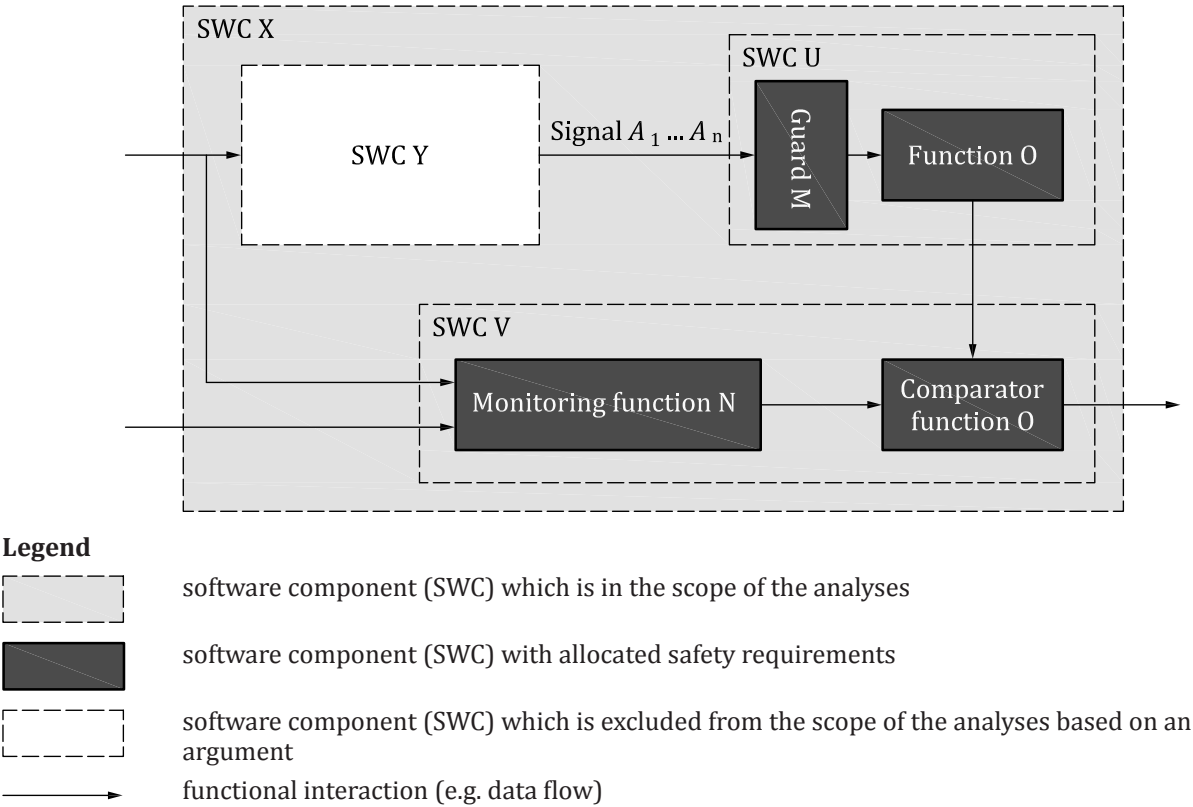 SWC X
SWC U
SWC Y
Signal A 1 ... A n
Guard M
Function O
SWC V
Monitoring function N
Comparator
function O
Legend
software component (SWC) which is in the scope of the analyses
software component (SWC) with allocated safety requirements
software component (SWC) which is excluded from the scope of the analyses based on an
argument
functional interaction (e.g. data flow)